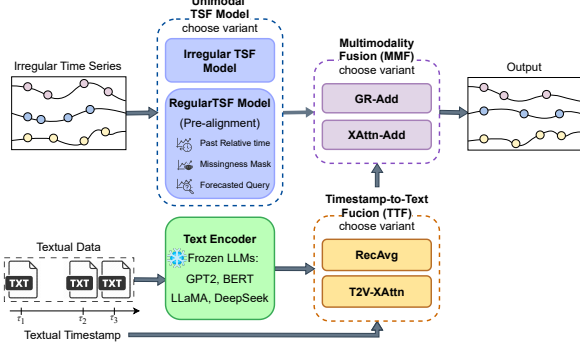 Unimodal
TSF Model
choose variant
Irregular TSF
Model
RegularTSF Model
(Pre-alignment)
Past Relative time
Missingness Mask
Forecasted Query
Irregular Time Series
Multimodality
Fusion (MMF)
choose variant
GR-Add
XAttn-Add
Output
Textual Data
TXT
TXT
TXT
τ1
τ2
τ3
Textual Timestamp
Text Encoder
Frozen LLMs:
GPT2, BERT
LLaMA, DeepSeek
Timestamp-to-Text
Fucion (TTF)
choose variant
RecAvg
T2V-XAttn